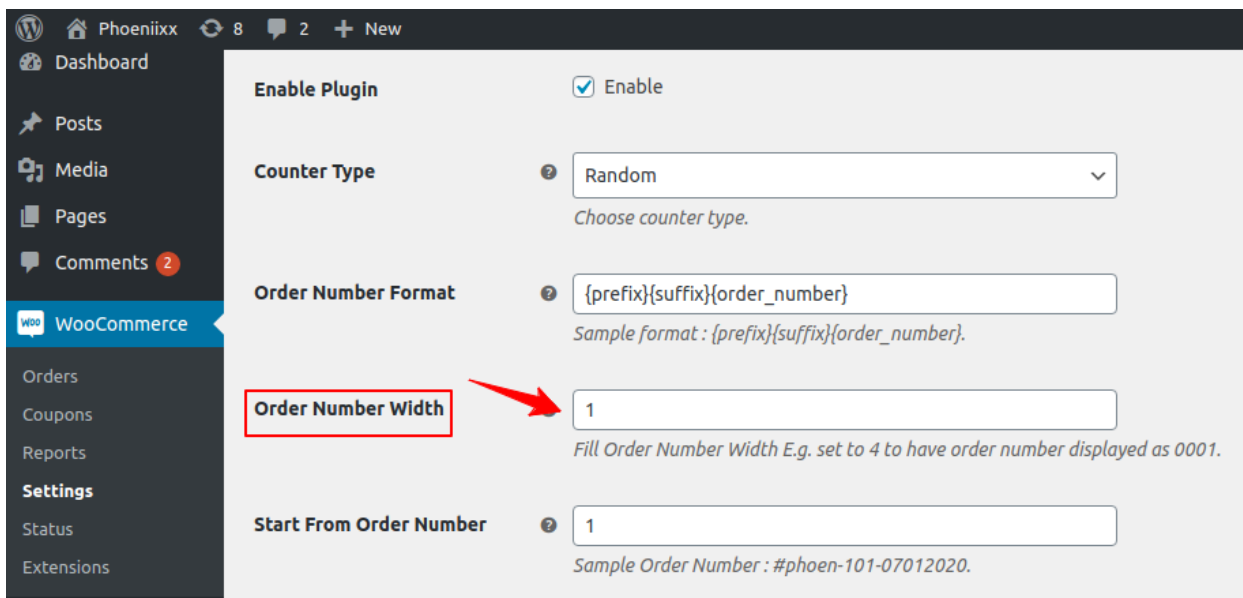 Phoeniixx 8 2 + New
Dashboard
Posts
Media
Pages
Comments 2
WooCommerce
Orders
Coupons
Reports
Settings
Status
Extensions
Enable Plugin Enable
Counter Type ? Random
Choose counter type.
Order Number Format ? {prefix}{suffix}{order_number}
Sample format : {prefix}{suffix}{order_number}.
Order Number Width 1
Fill Order Number Width E.g. set to 4 to have order number displayed as 0001.
Start From Order Number ? 1
Sample Order Number : #phoen-101-07012020.